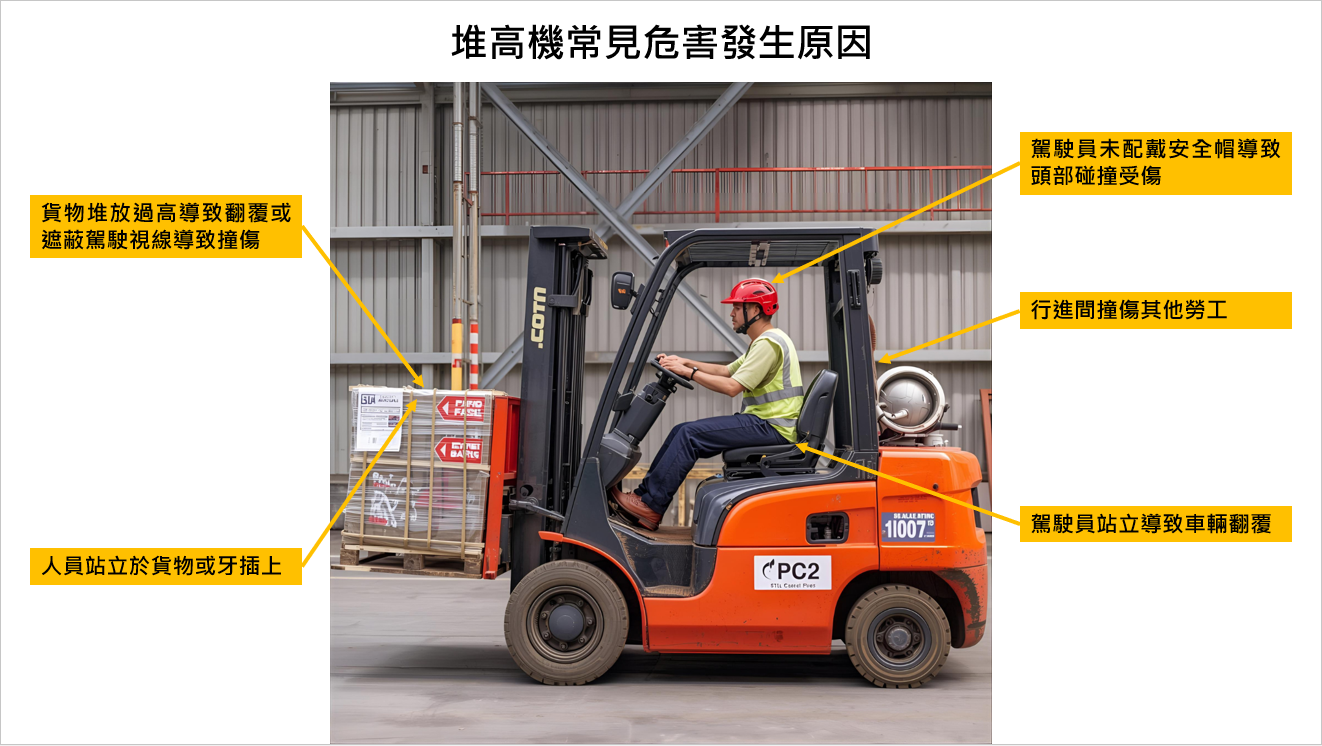 堆高機常見危害發生原因
駕駛員未配戴安全帽導致
頭部碰撞受傷
貨物堆放過高導致翻覆或
遮蔽駕駛視線導致撞傷
行進間撞傷其他勞工
駕駛員站立導致車輛翻覆
人員站立於貨物或牙插上
PC2